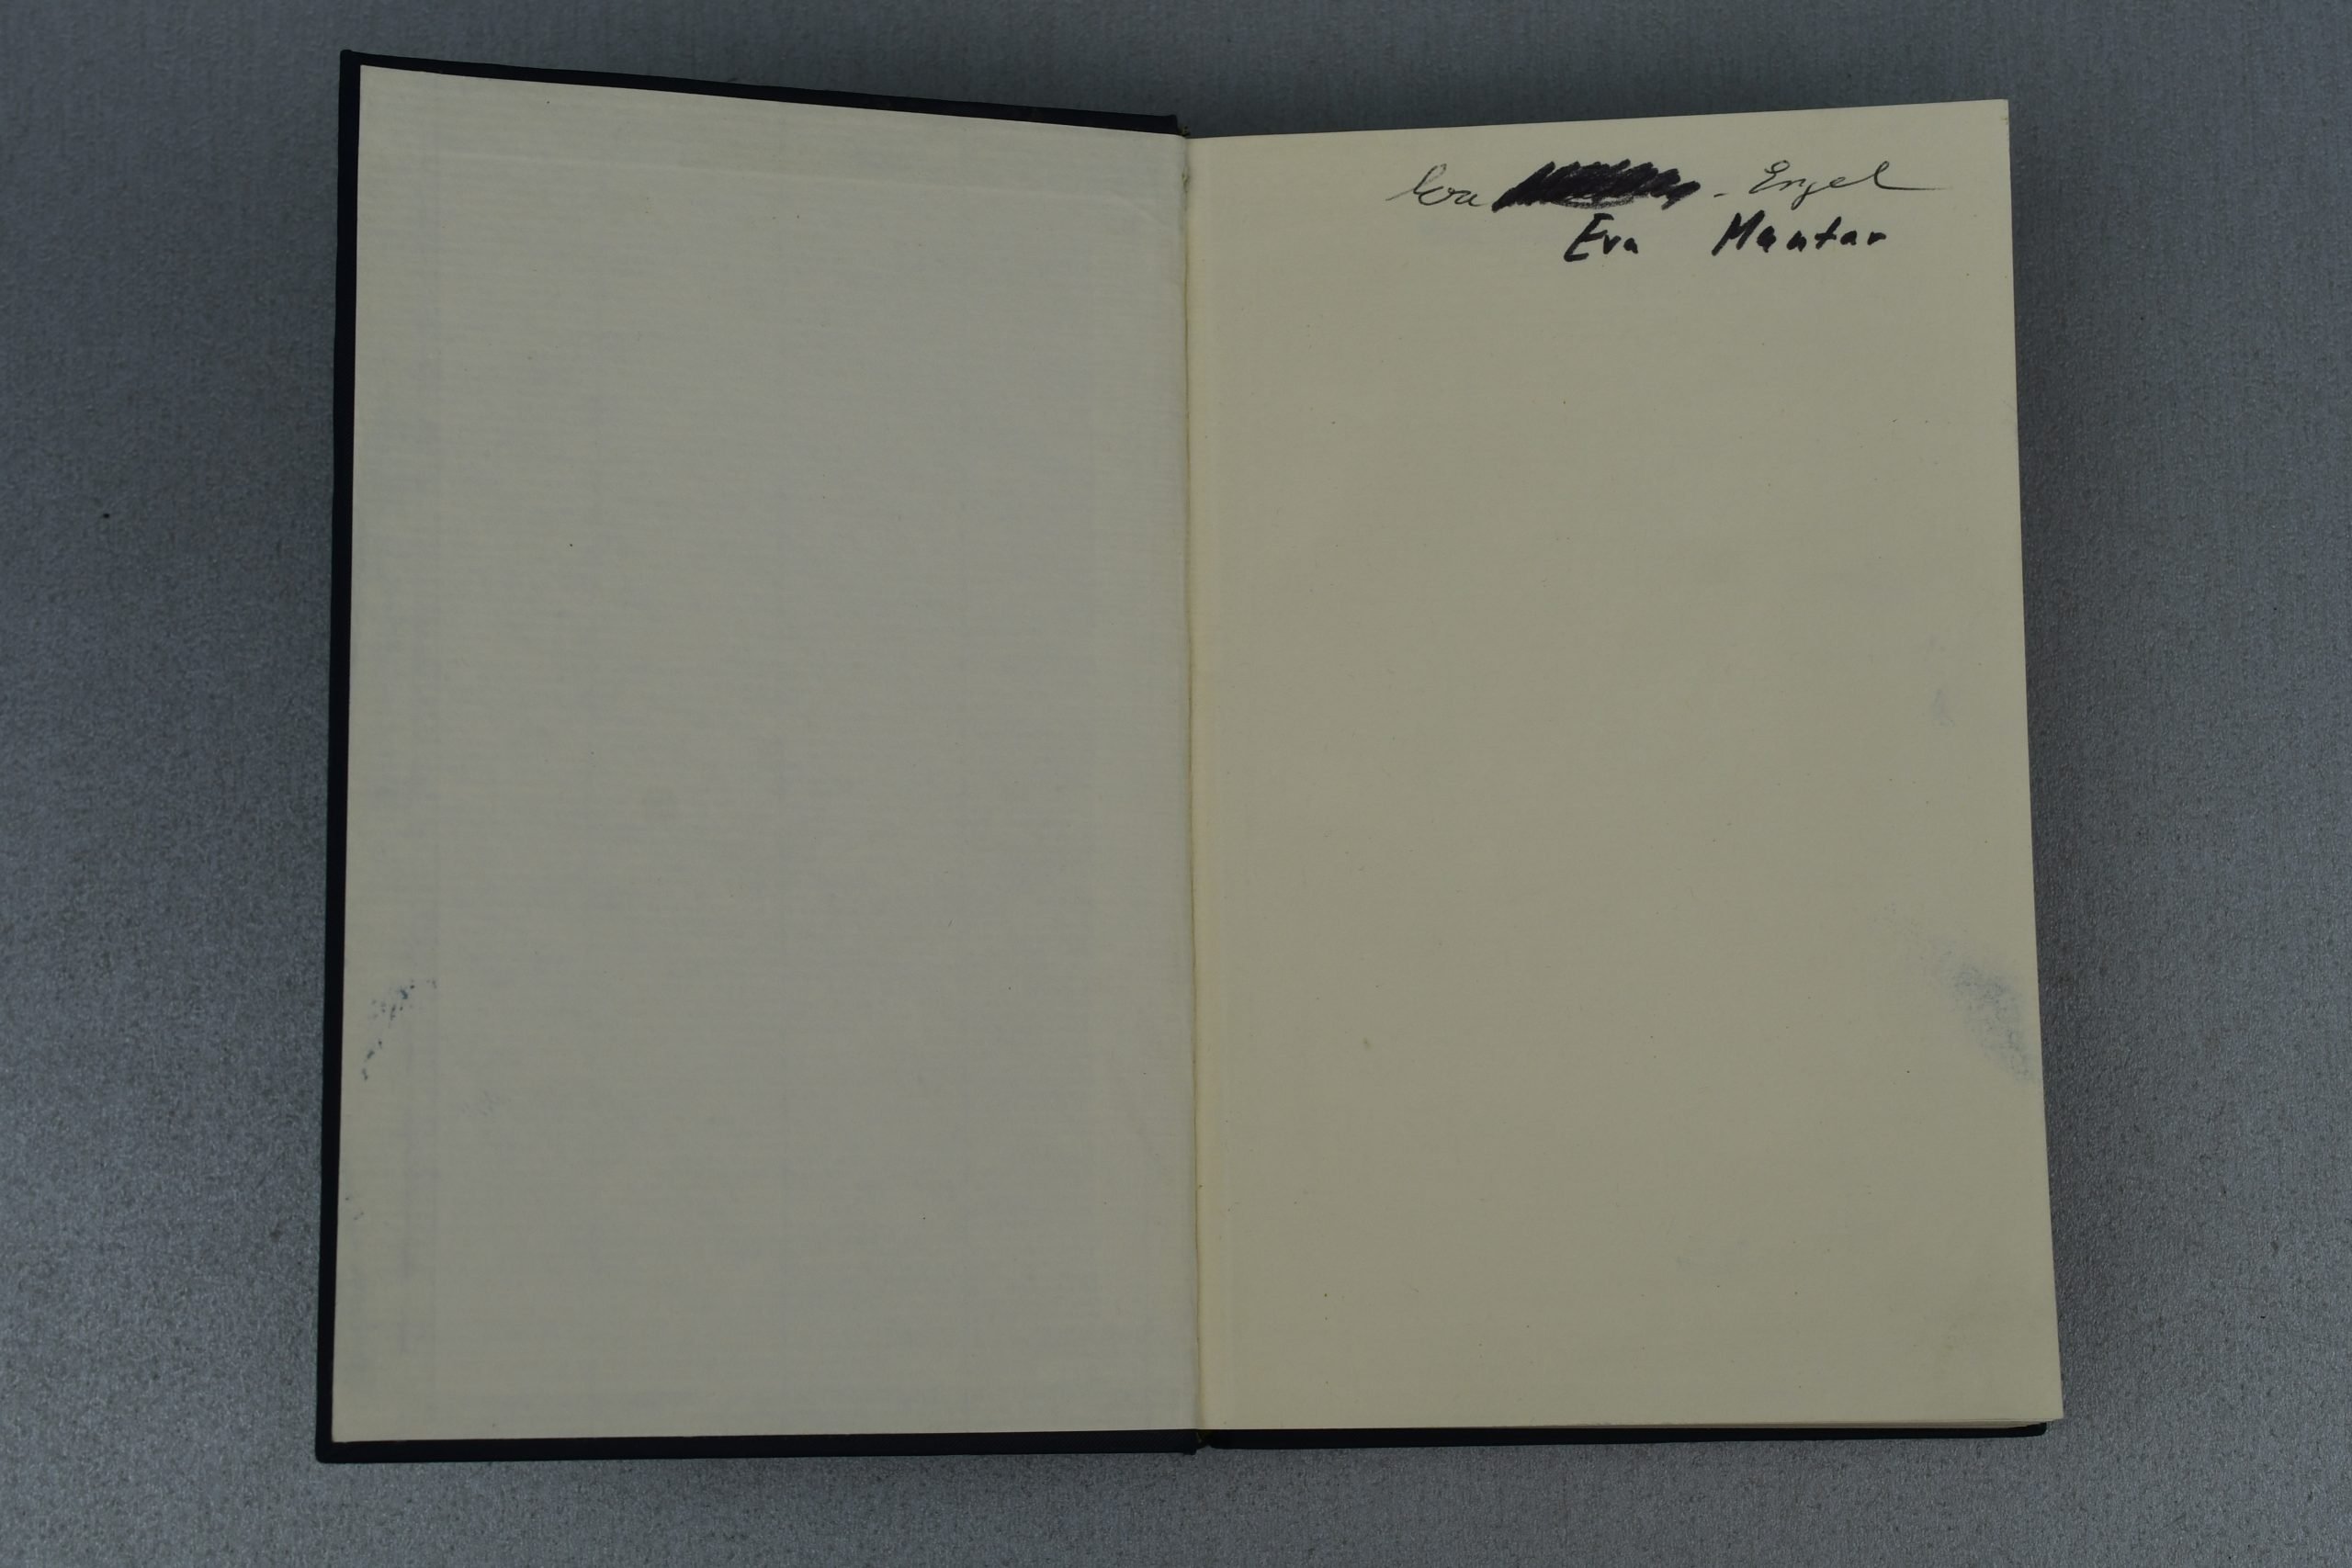 Eva - Engel
Eva Mantar